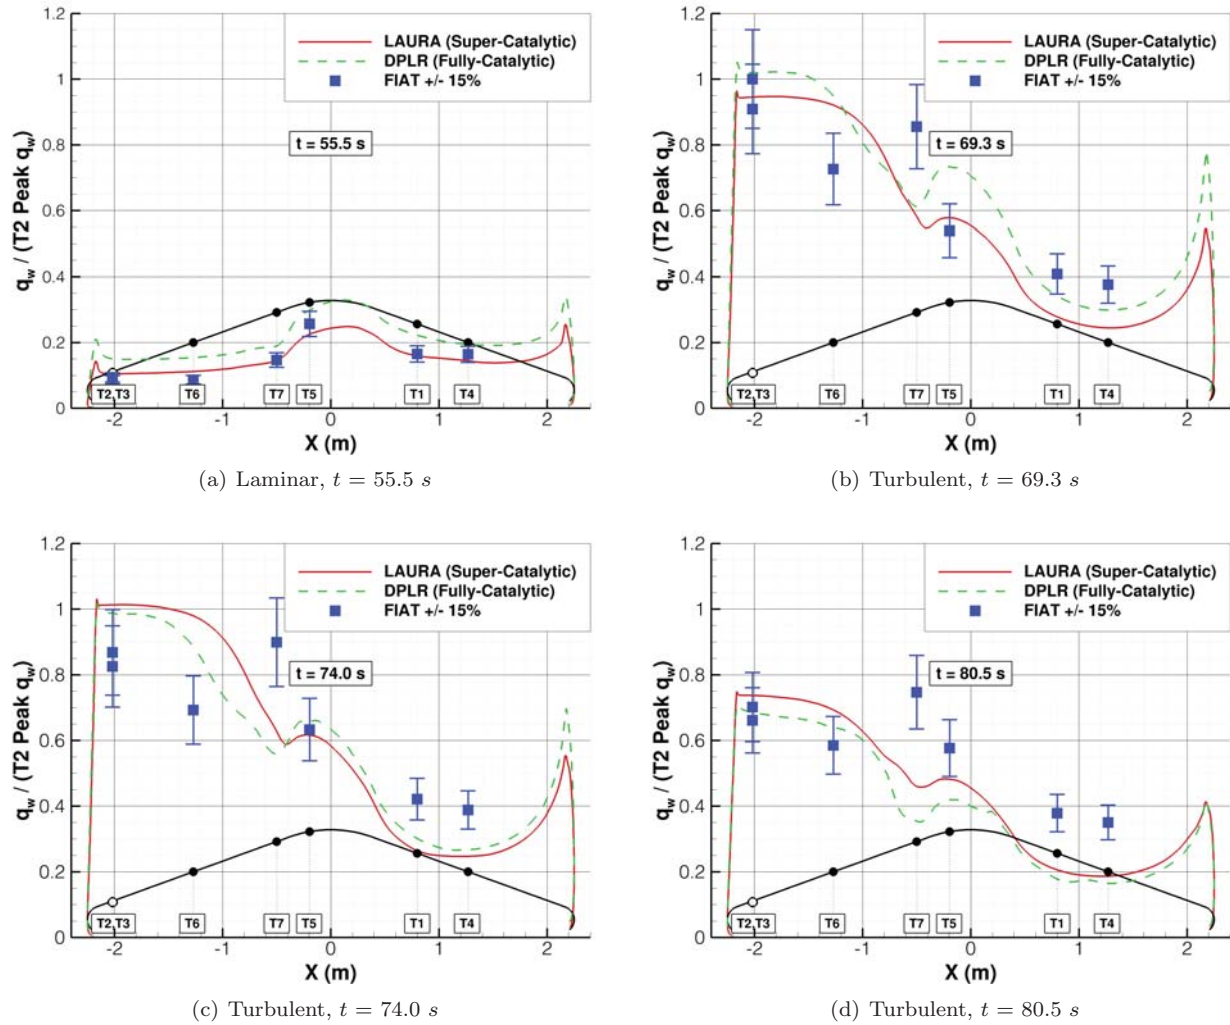 1.2
1
0.8
0.6
0.4
0.2
0
q_w / (T2 Peak q_w)
LAURA (Super-Catalytic)
DPLR (Fully-Catalytic)
FIAT +/- 15%
t = 55.5 s
T2,T3 T6 T7 T5 T1 T4
-2 -1 0 1 2
X (m)
(a) Laminar, t = 55.5 s
1.2
1
0.8
0.6
0.4
0.2
0
q_w / (T2 Peak q_w)
LAURA (Super-Catalytic)
DPLR (Fully-Catalytic)
FIAT +/- 15%
t = 69.3 s
T2,T3 T6 T7 T5 T1 T4
-2 -1 0 1 2
X (m)
(b) Turbulent, t = 69.3 s
1.2
1
0.8
0.6
0.4
0.2
0
q_w / (T2 Peak q_w)
LAURA (Super-Catalytic)
DPLR (Fully-Catalytic)
FIAT +/- 15%
t = 74.0 s
T2,T3 T6 T7 T5 T1 T4
-2 -1 0 1 2
X (m)
(c) Turbulent, t = 74.0 s
1.2
1
0.8
0.6
0.4
0.2
0
q_w / (T2 Peak q_w)
LAURA (Super-Catalytic)
DPLR (Fully-Catalytic)
FIAT +/- 15%
t = 80.5 s
T2,T3 T6 T7 T5 T1 T4
-2 -1 0 1 2
X (m)
(d) Turbulent, t = 80.5 s